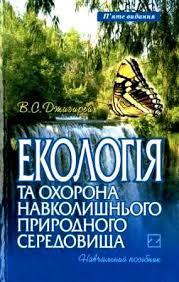 П'яте видання
В.С. Джигирей
ЕКОЛОГІЯ
ТА ОХОРОНА
НАВКОЛИШНЬОГО
ПРИРОДНОГО
СЕРЕДОВИЩА
Навчальний посібник